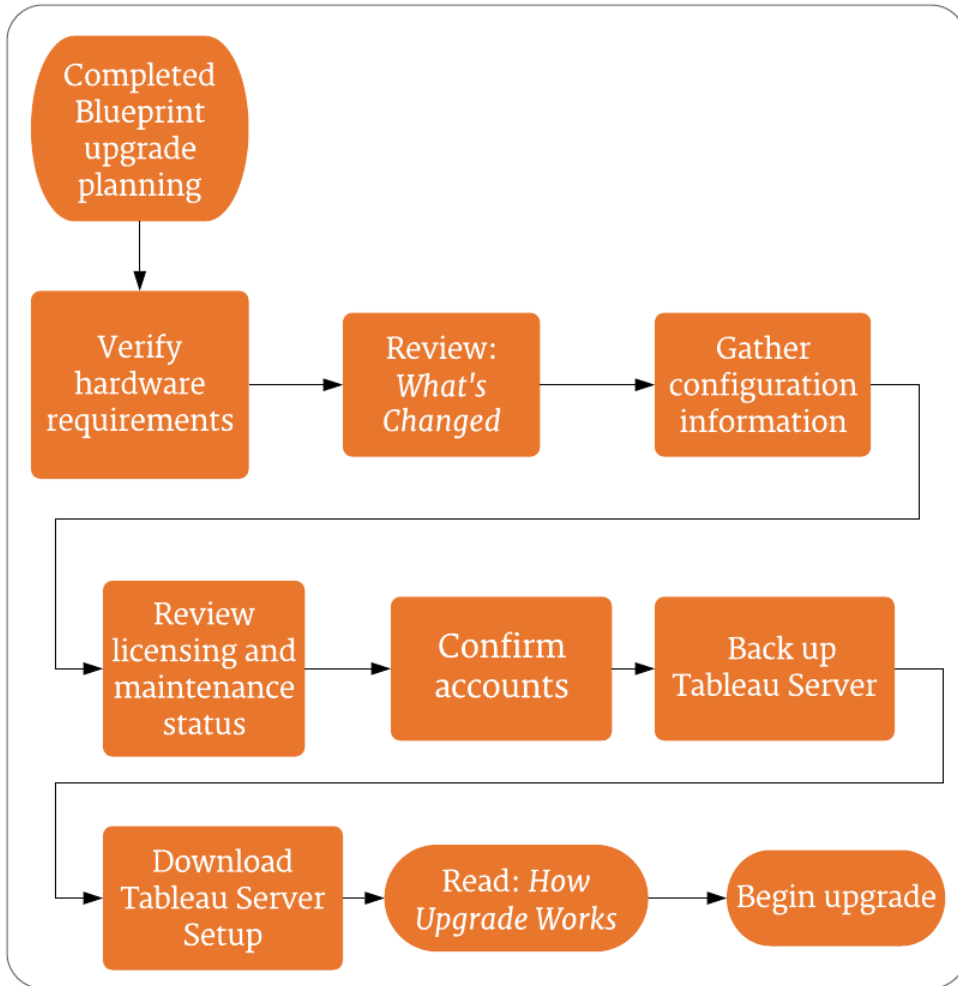 Completed
Blueprint
upgrade
planning
Verify
hardware
requirements
Review:
What's
Changed
Gather
configuration
information
Review
licensing and
maintenance
status
Confirm
accounts
Back up
Tableau Server
Download
Tableau Server
Setup
Read: How
Upgrade Works
Begin upgrade